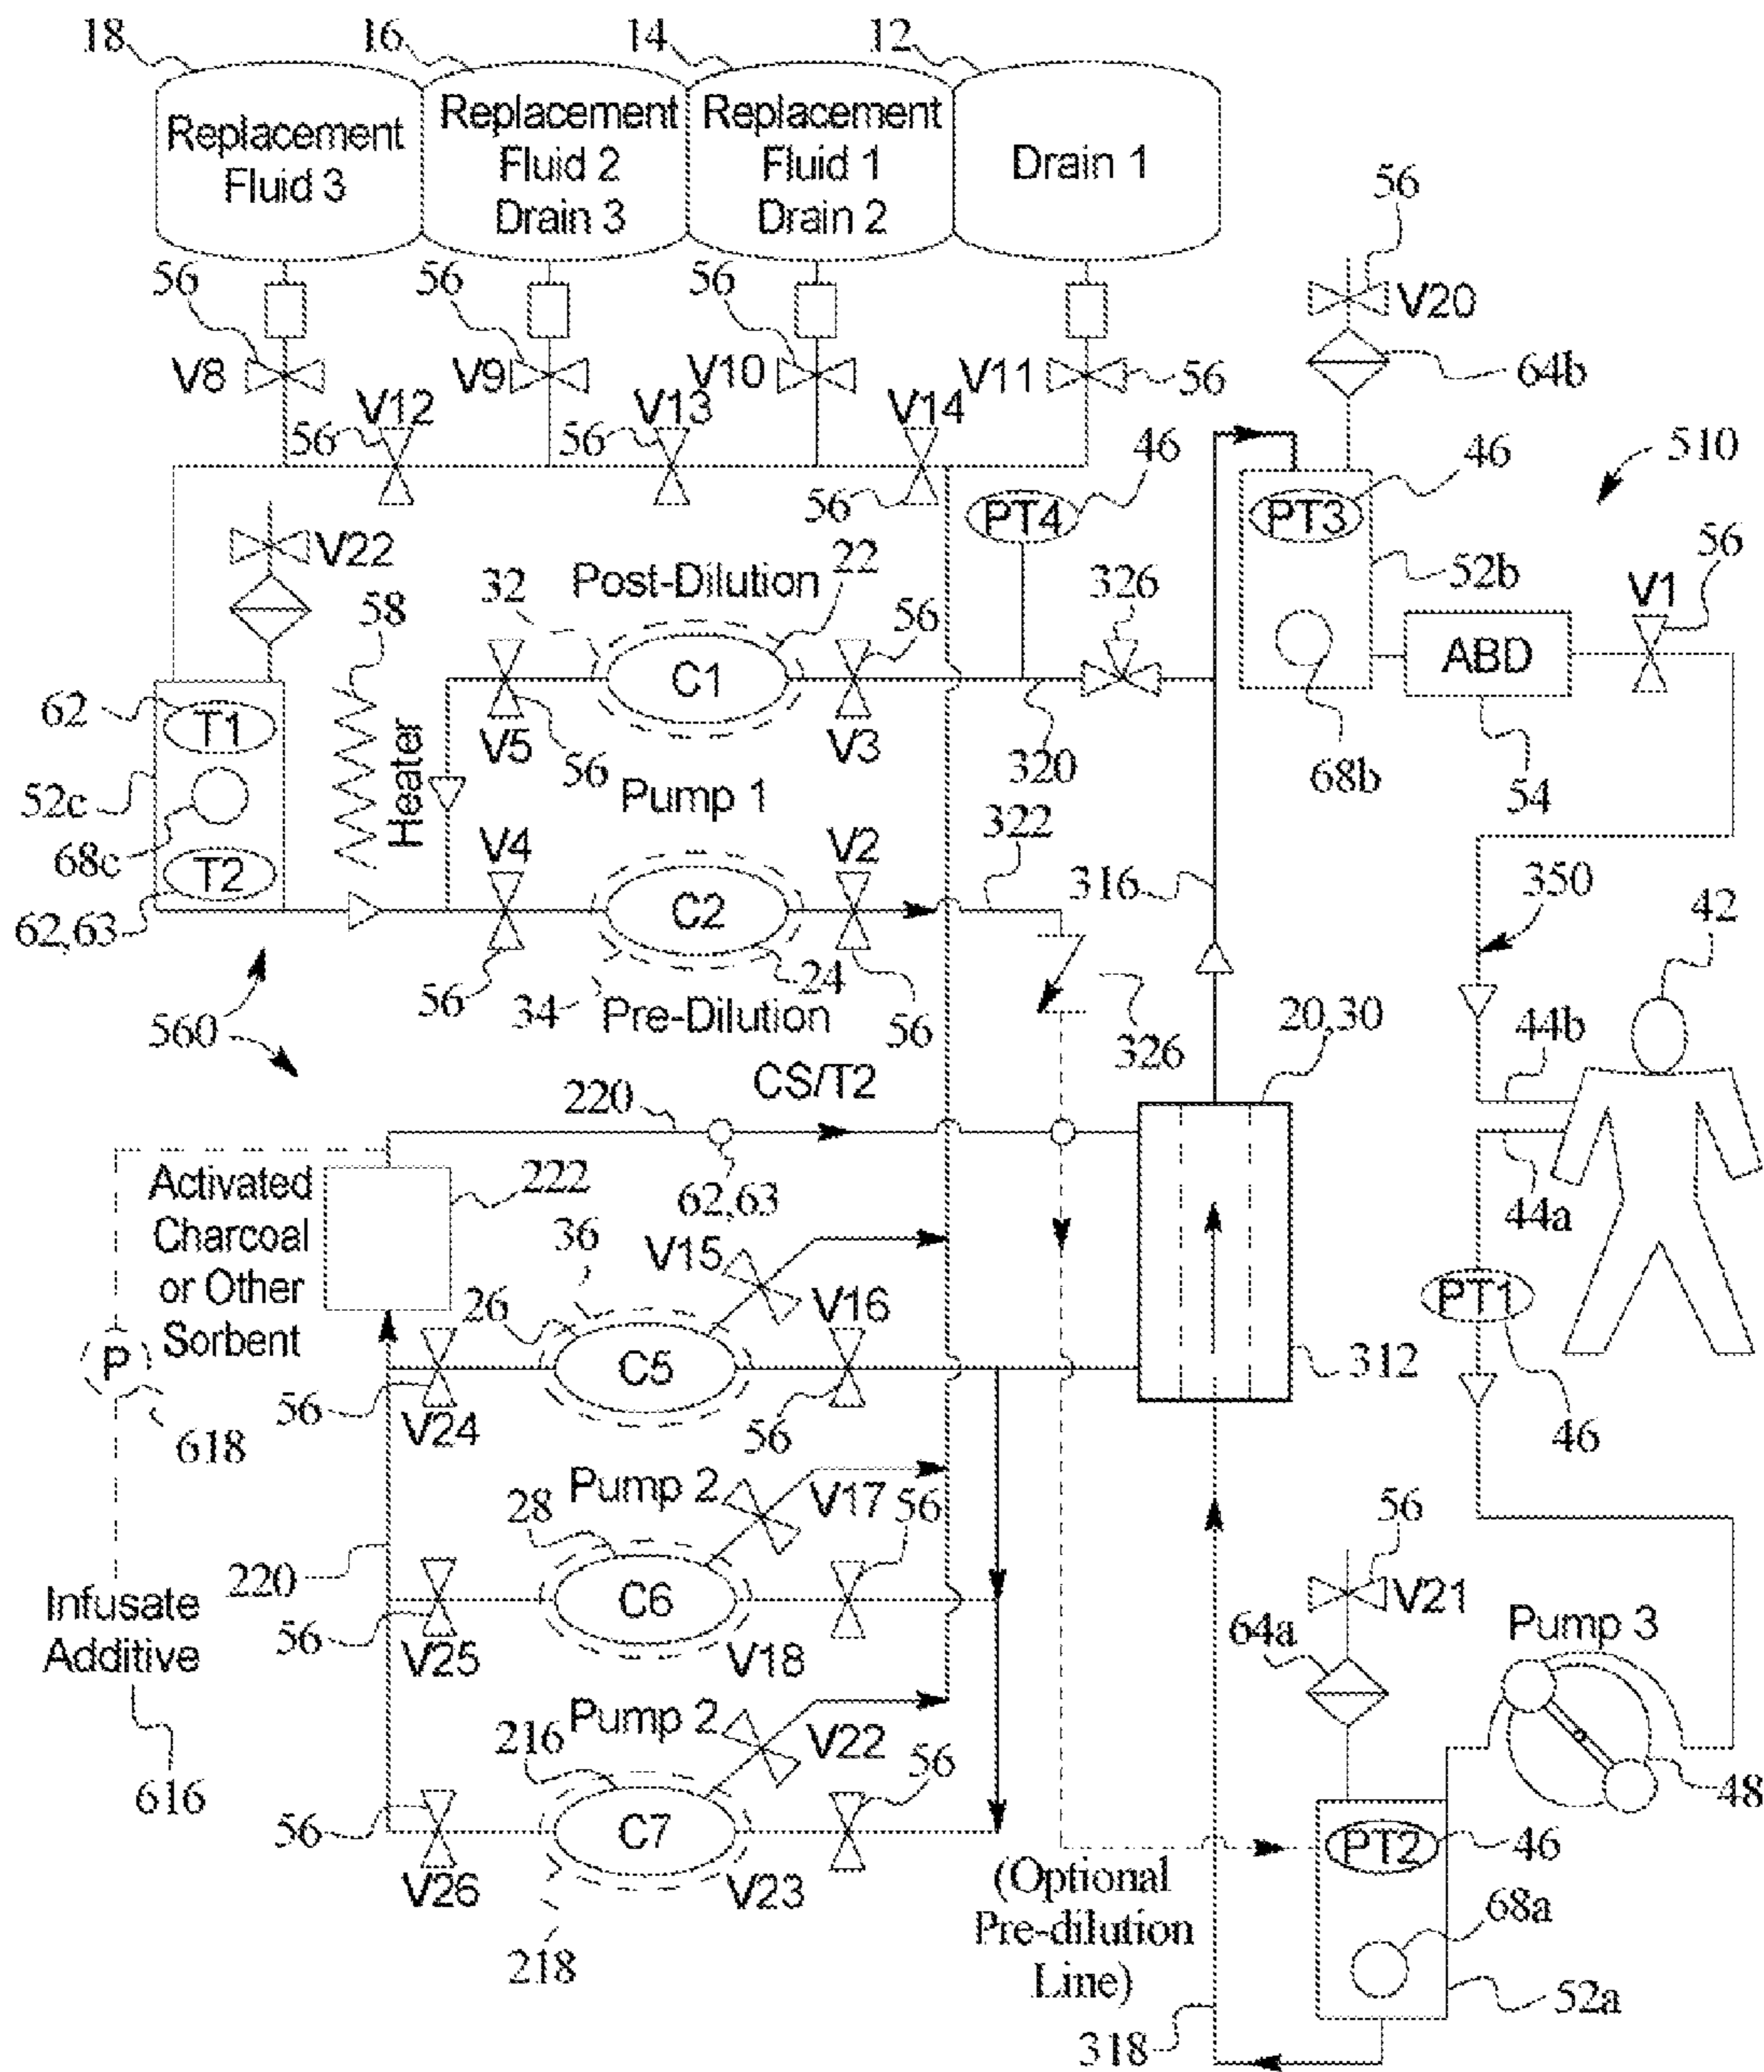 18
16
14
12
Replacement
Fluid 3
Replacement
Fluid 2
Drain 3
Replacement
Fluid 1
Drain 2
Drain 1
56
56
56
56
V20
V8
V9
V10
V11
56
64b
V12
V13
V14
56
56
56
46
46
510
PT4
PT3
V22
Post-Dilution
22
32
58
56
326
52b
56
V1
62
T1
C1
ABD
Heater
V5
56
V3
320
68b
54
52c
Pump 1
322
68c
V4
V2
T2
C2
316
350
42
62,63
56
24
34
Pre-Dilution
56
326
20,30
44b
560
CS/T2
220
Activated
Charcoal
or Other
Sorbent
222
62,63
44a
36
V15
26
V16
PT1
P
C5
312
56
V24
56
46
618
Pump 2
V17
56
28
56
220
C6
V21
Infusate
Additive
56
V25
V18
64a
Pump 3
Pump 2
216
V22
56
616
56
C7
48
PT2
46
V26
V23
(Optional
Pre-dilution
Line)
68a
218
52a
318